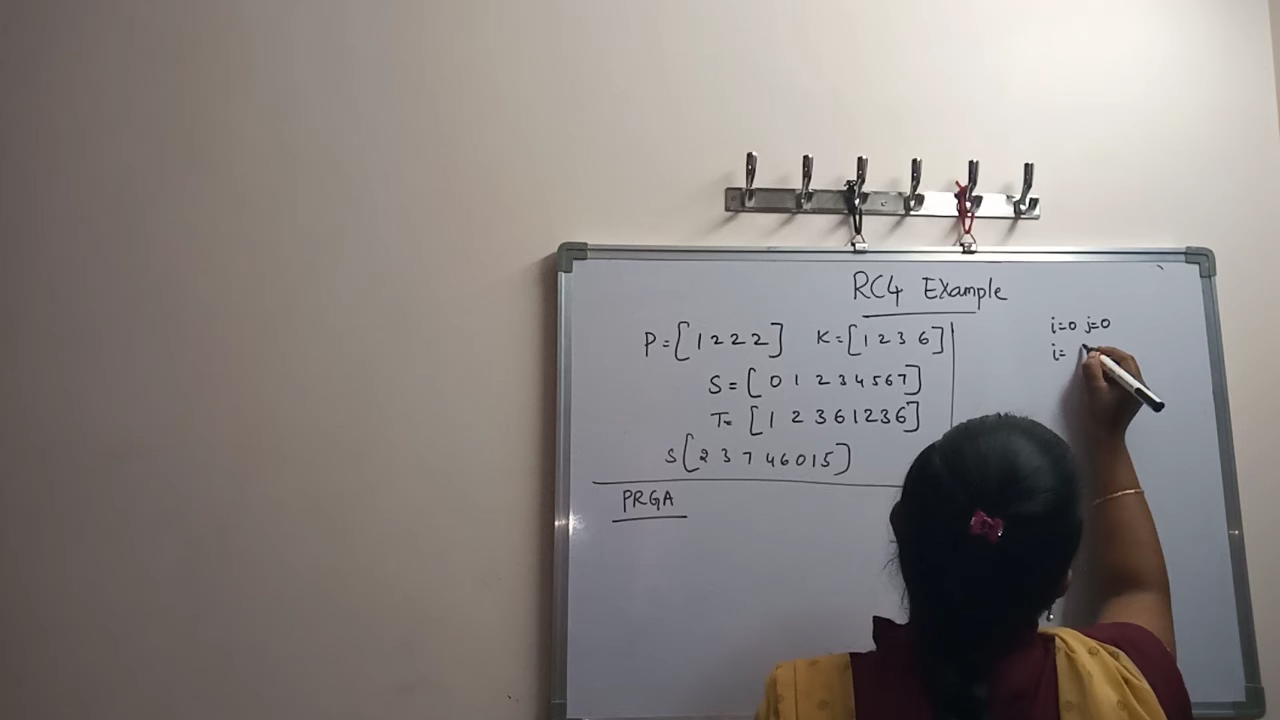 RC4 Example
P=[1 2 2 2] K=[1 2 3 6]
S=[0 1 2 3 4 5 6 7]
T=[1 2 3 6 1 2 3 6]
S[2 3 7 4 6 0 1 5]
PRGA
i=0 j=0
i=